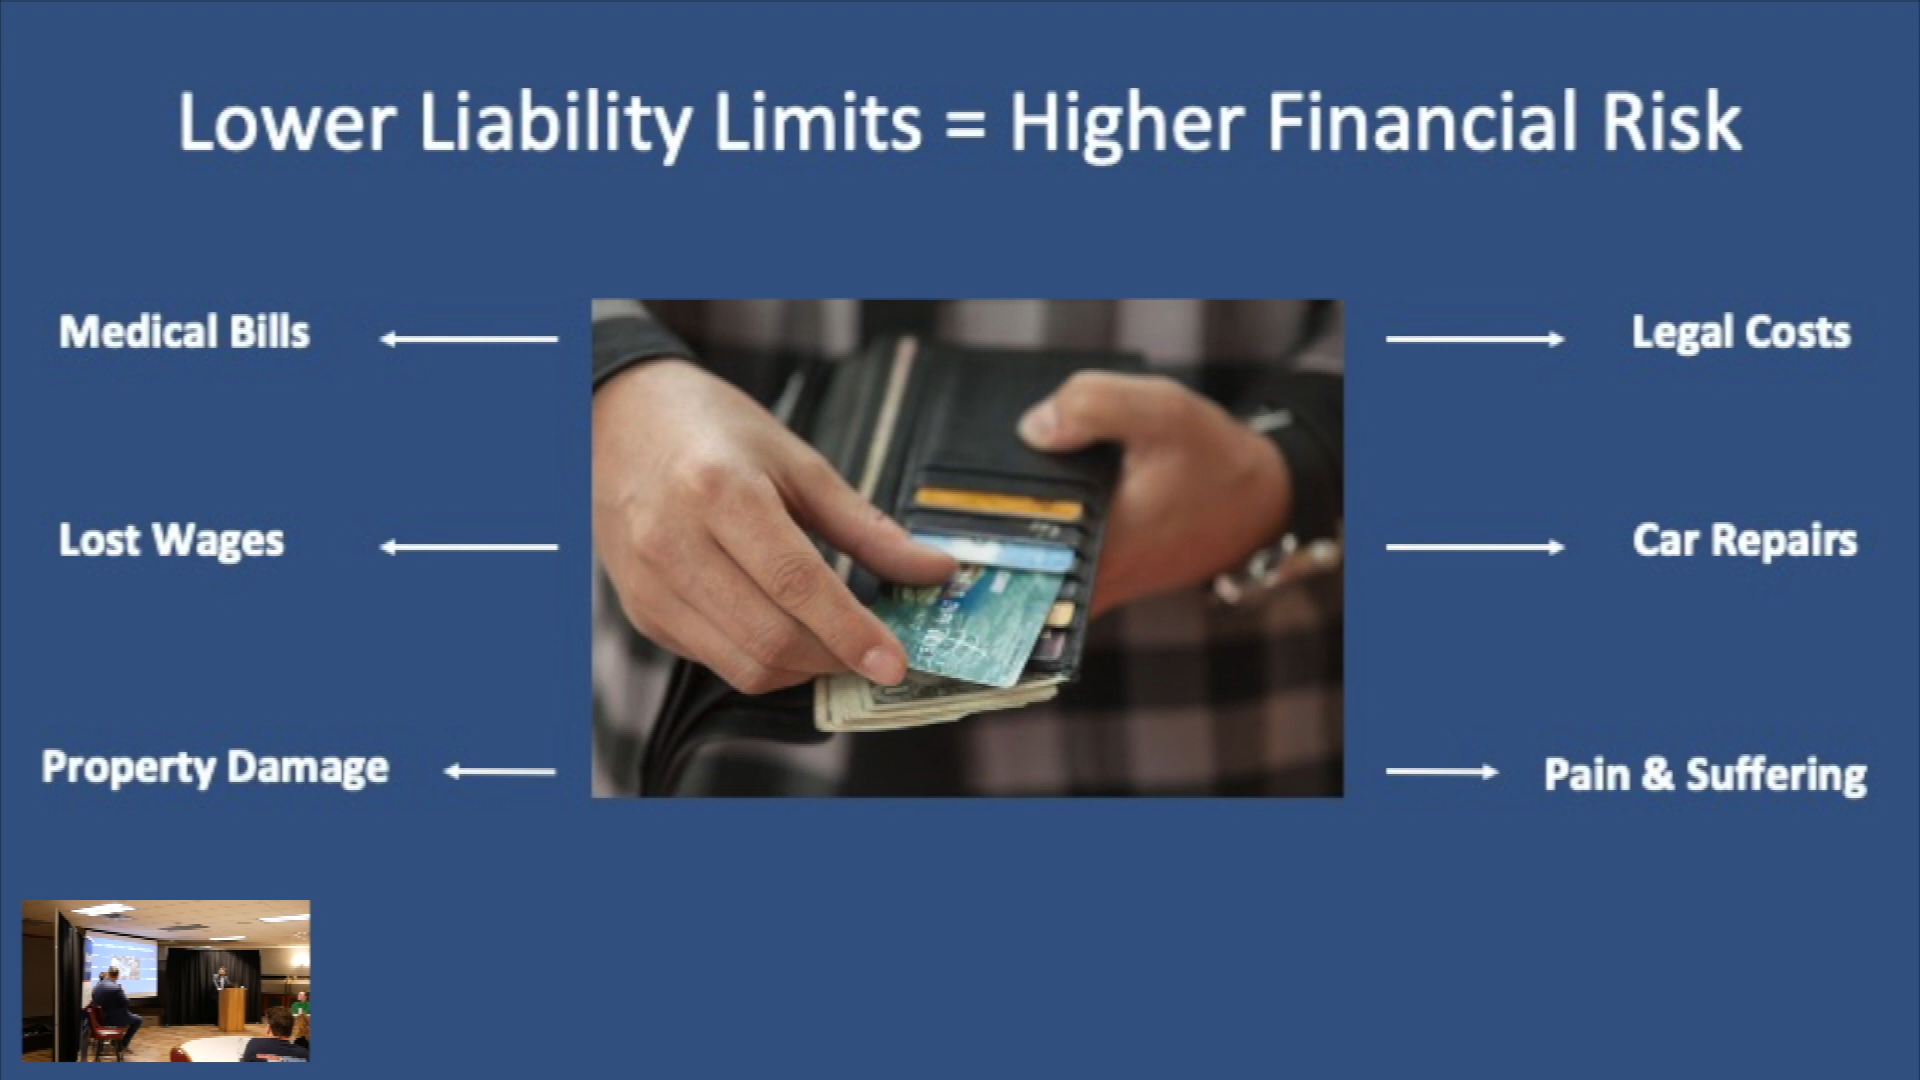 Lower Liability Limits = Higher Financial Risk
Medical Bills
Legal Costs
Lost Wages
Car Repairs
Property Damage
Pain & Suffering